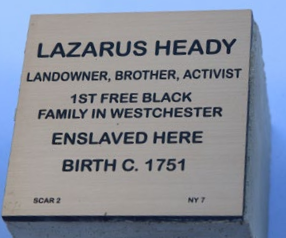 LAZARUS HEADY
LANDOWNER, BROTHER, ACTIVIST
1ST FREE BLACK
FAMILY IN WESTCHESTER
ENSLAVED HERE
BIRTH C. 1751
SCAR 2 NY 7